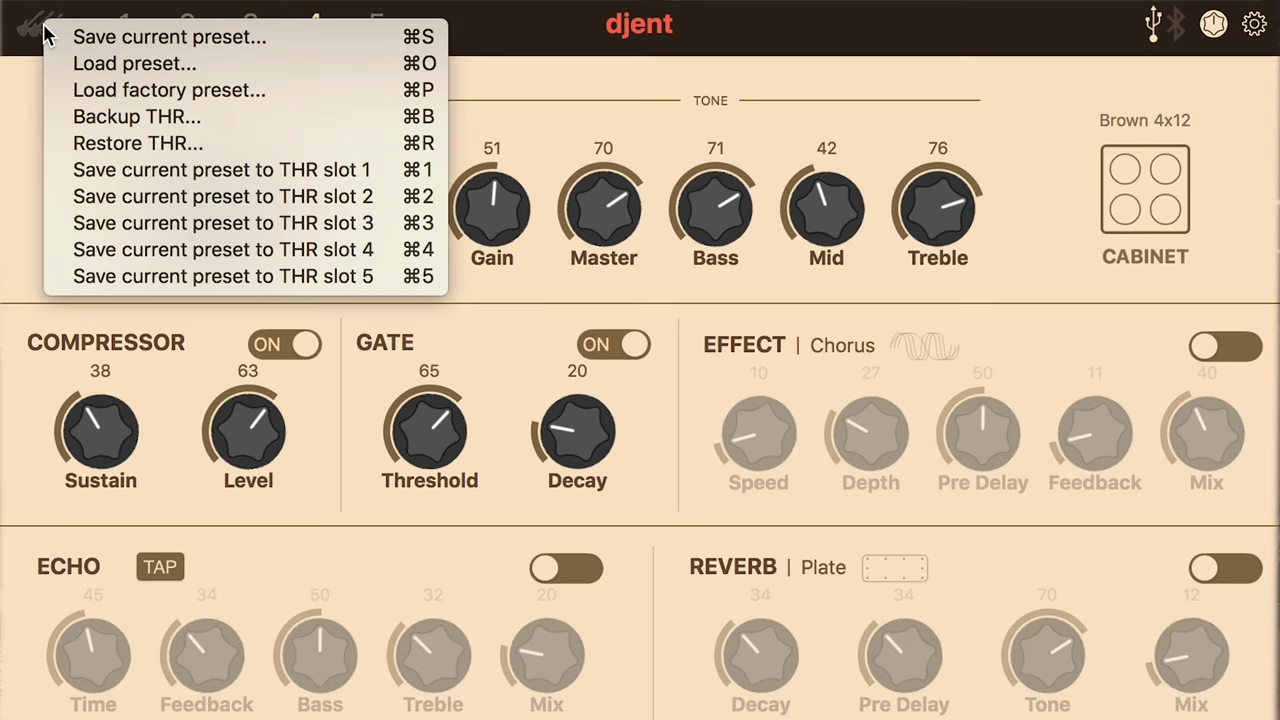 djent
Save current preset... ⌘S
Load preset... ⌘O
Load factory preset... ⌘P
Backup THR... ⌘B
Restore THR... ⌘R
Save current preset to THR slot 1 ⌘1
Save current preset to THR slot 2 ⌘2
Save current preset to THR slot 3 ⌘3
Save current preset to THR slot 4 ⌘4
Save current preset to THR slot 5 ⌘5
TONE
51 70 71 42 76
Gain Master Bass Mid Treble
Brown 4x12
CABINET
COMPRESSOR ON
38 63
Sustain Level
GATE ON
65 20
Threshold Decay
EFFECT | Chorus
10 27 50 11 40
Speed Depth Pre Delay Feedback Mix
ECHO TAP
45 34 50 32 20
Time Feedback Bass Treble Mix
REVERB | Plate
34 34 70 12
Decay Pre Delay Tone Mix